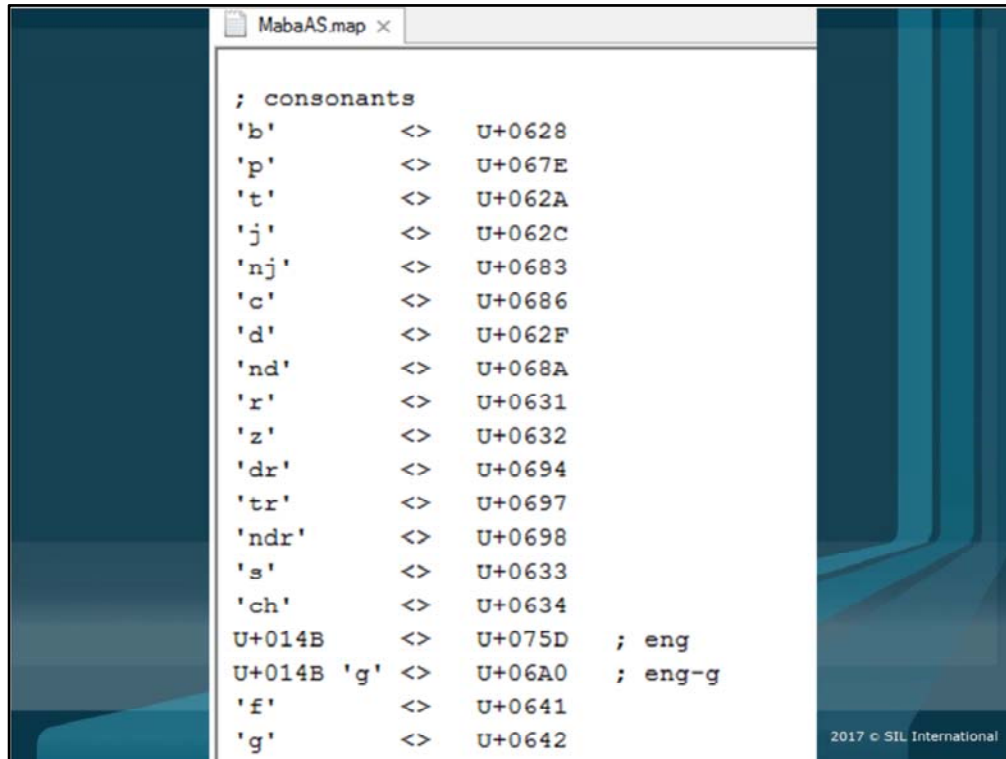 MabaAS.map ×
; consonants
'b' <> U+0628
'p' <> U+067E
't' <> U+062A
'j' <> U+062C
'nj' <> U+0683
'c' <> U+0686
'd' <> U+062F
'nd' <> U+068A
'r' <> U+0631
'z' <> U+0632
'dr' <> U+0694
'tr' <> U+0697
'ndr' <> U+0698
's' <> U+0633
'ch' <> U+0634
U+014B <> U+075D ; eng
U+014B 'g' <> U+06A0 ; eng-g
'f' <> U+0641
'g' <> U+0642
2017 © SIL International